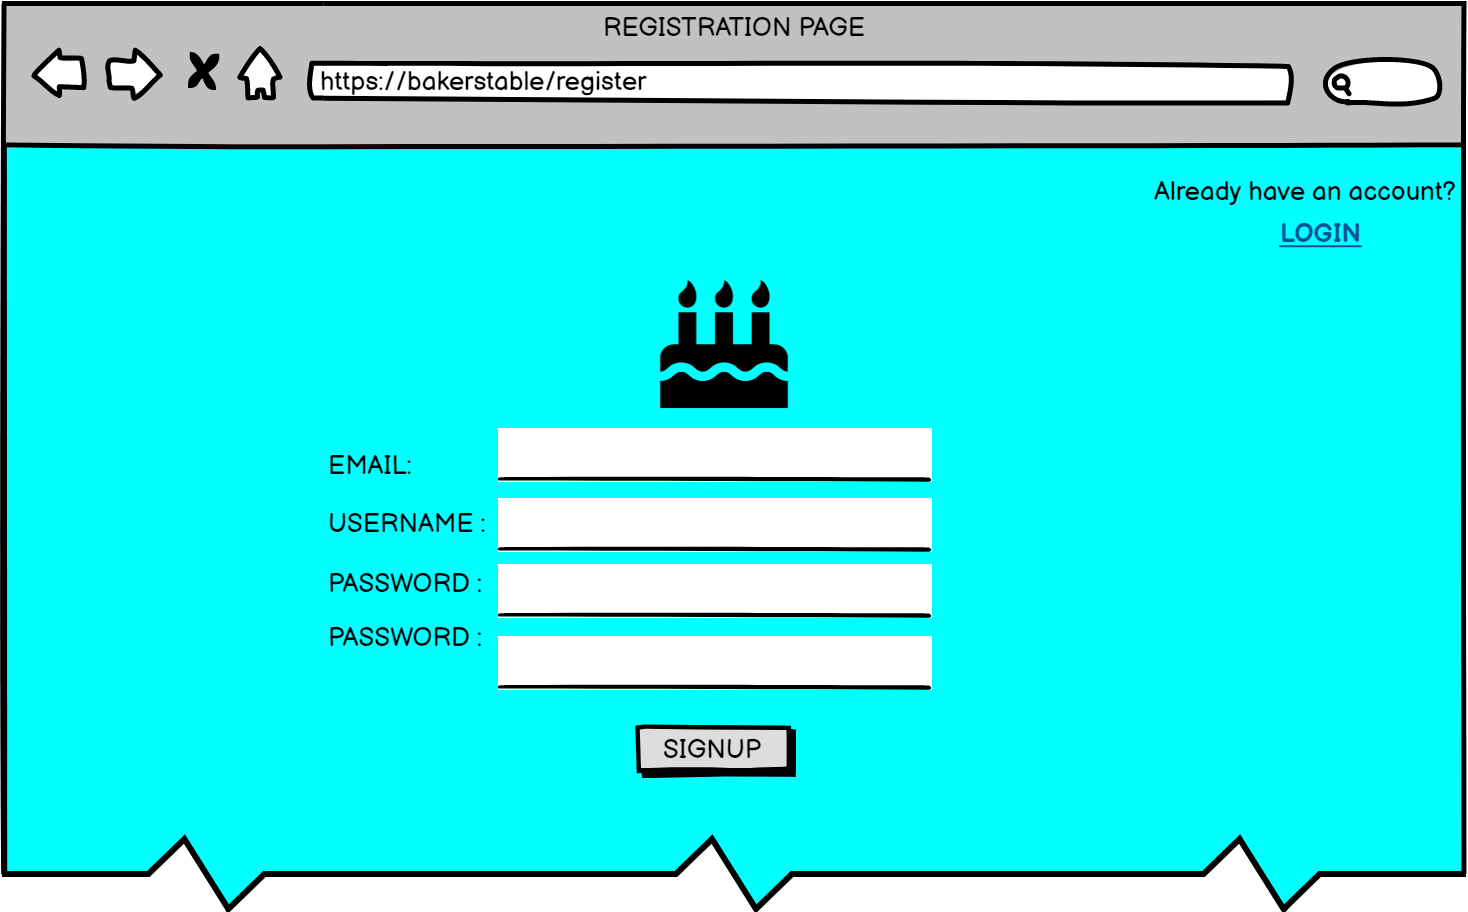 REGISTRATION PAGE
https://bakerstable/register
Already have an account?
LOGIN
EMAIL:
USERNAME :
PASSWORD :
PASSWORD :
SIGNUP